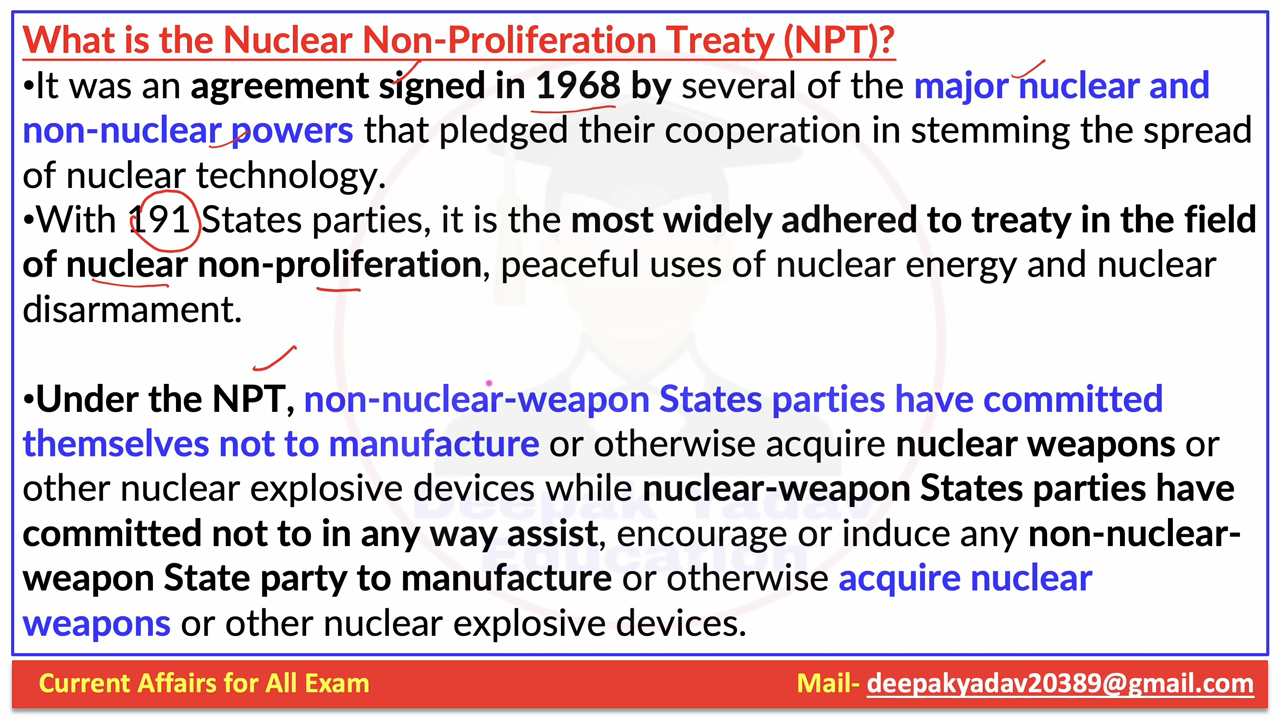 What is the Nuclear Non-Proliferation Treaty (NPT)?
•It was an agreement signed in 1968 by several of the major nuclear and
non-nuclear powers that pledged their cooperation in stemming the spread
of nuclear technology.
•With 191 States parties, it is the most widely adhered to treaty in the field
of nuclear non-proliferation, peaceful uses of nuclear energy and nuclear
disarmament.
•Under the NPT, non-nuclear-weapon States parties have committed
themselves not to manufacture or otherwise acquire nuclear weapons or
other nuclear explosive devices while nuclear-weapon States parties have
Deepak Yadav
committed not to in any way assist, encourage or induce any non-nuclear-
Education
weapon State party to manufacture or otherwise acquire nuclear
weapons or other nuclear explosive devices.
Current Affairs for All Exam Mail- deepakyadav20389@gmail.com